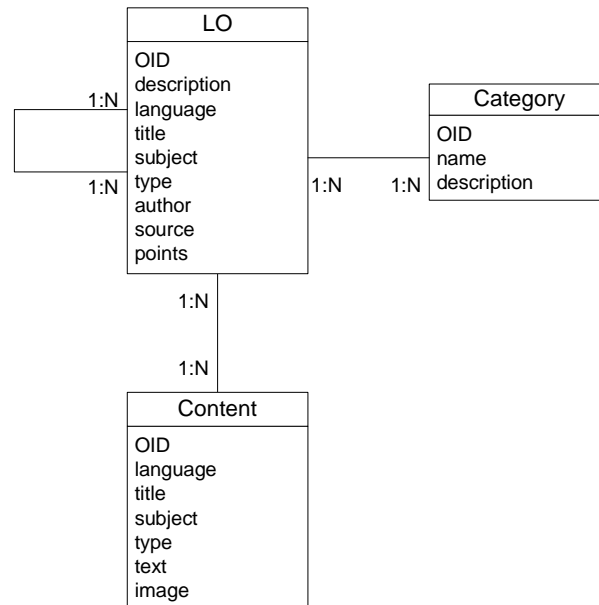 LO
OID
description
language
title
subject
type
author
source
points
1:N
1:N
1:N
1:N
Category
OID
name
description
1:N
1:N
Content
OID
language
title
subject
type
text
image